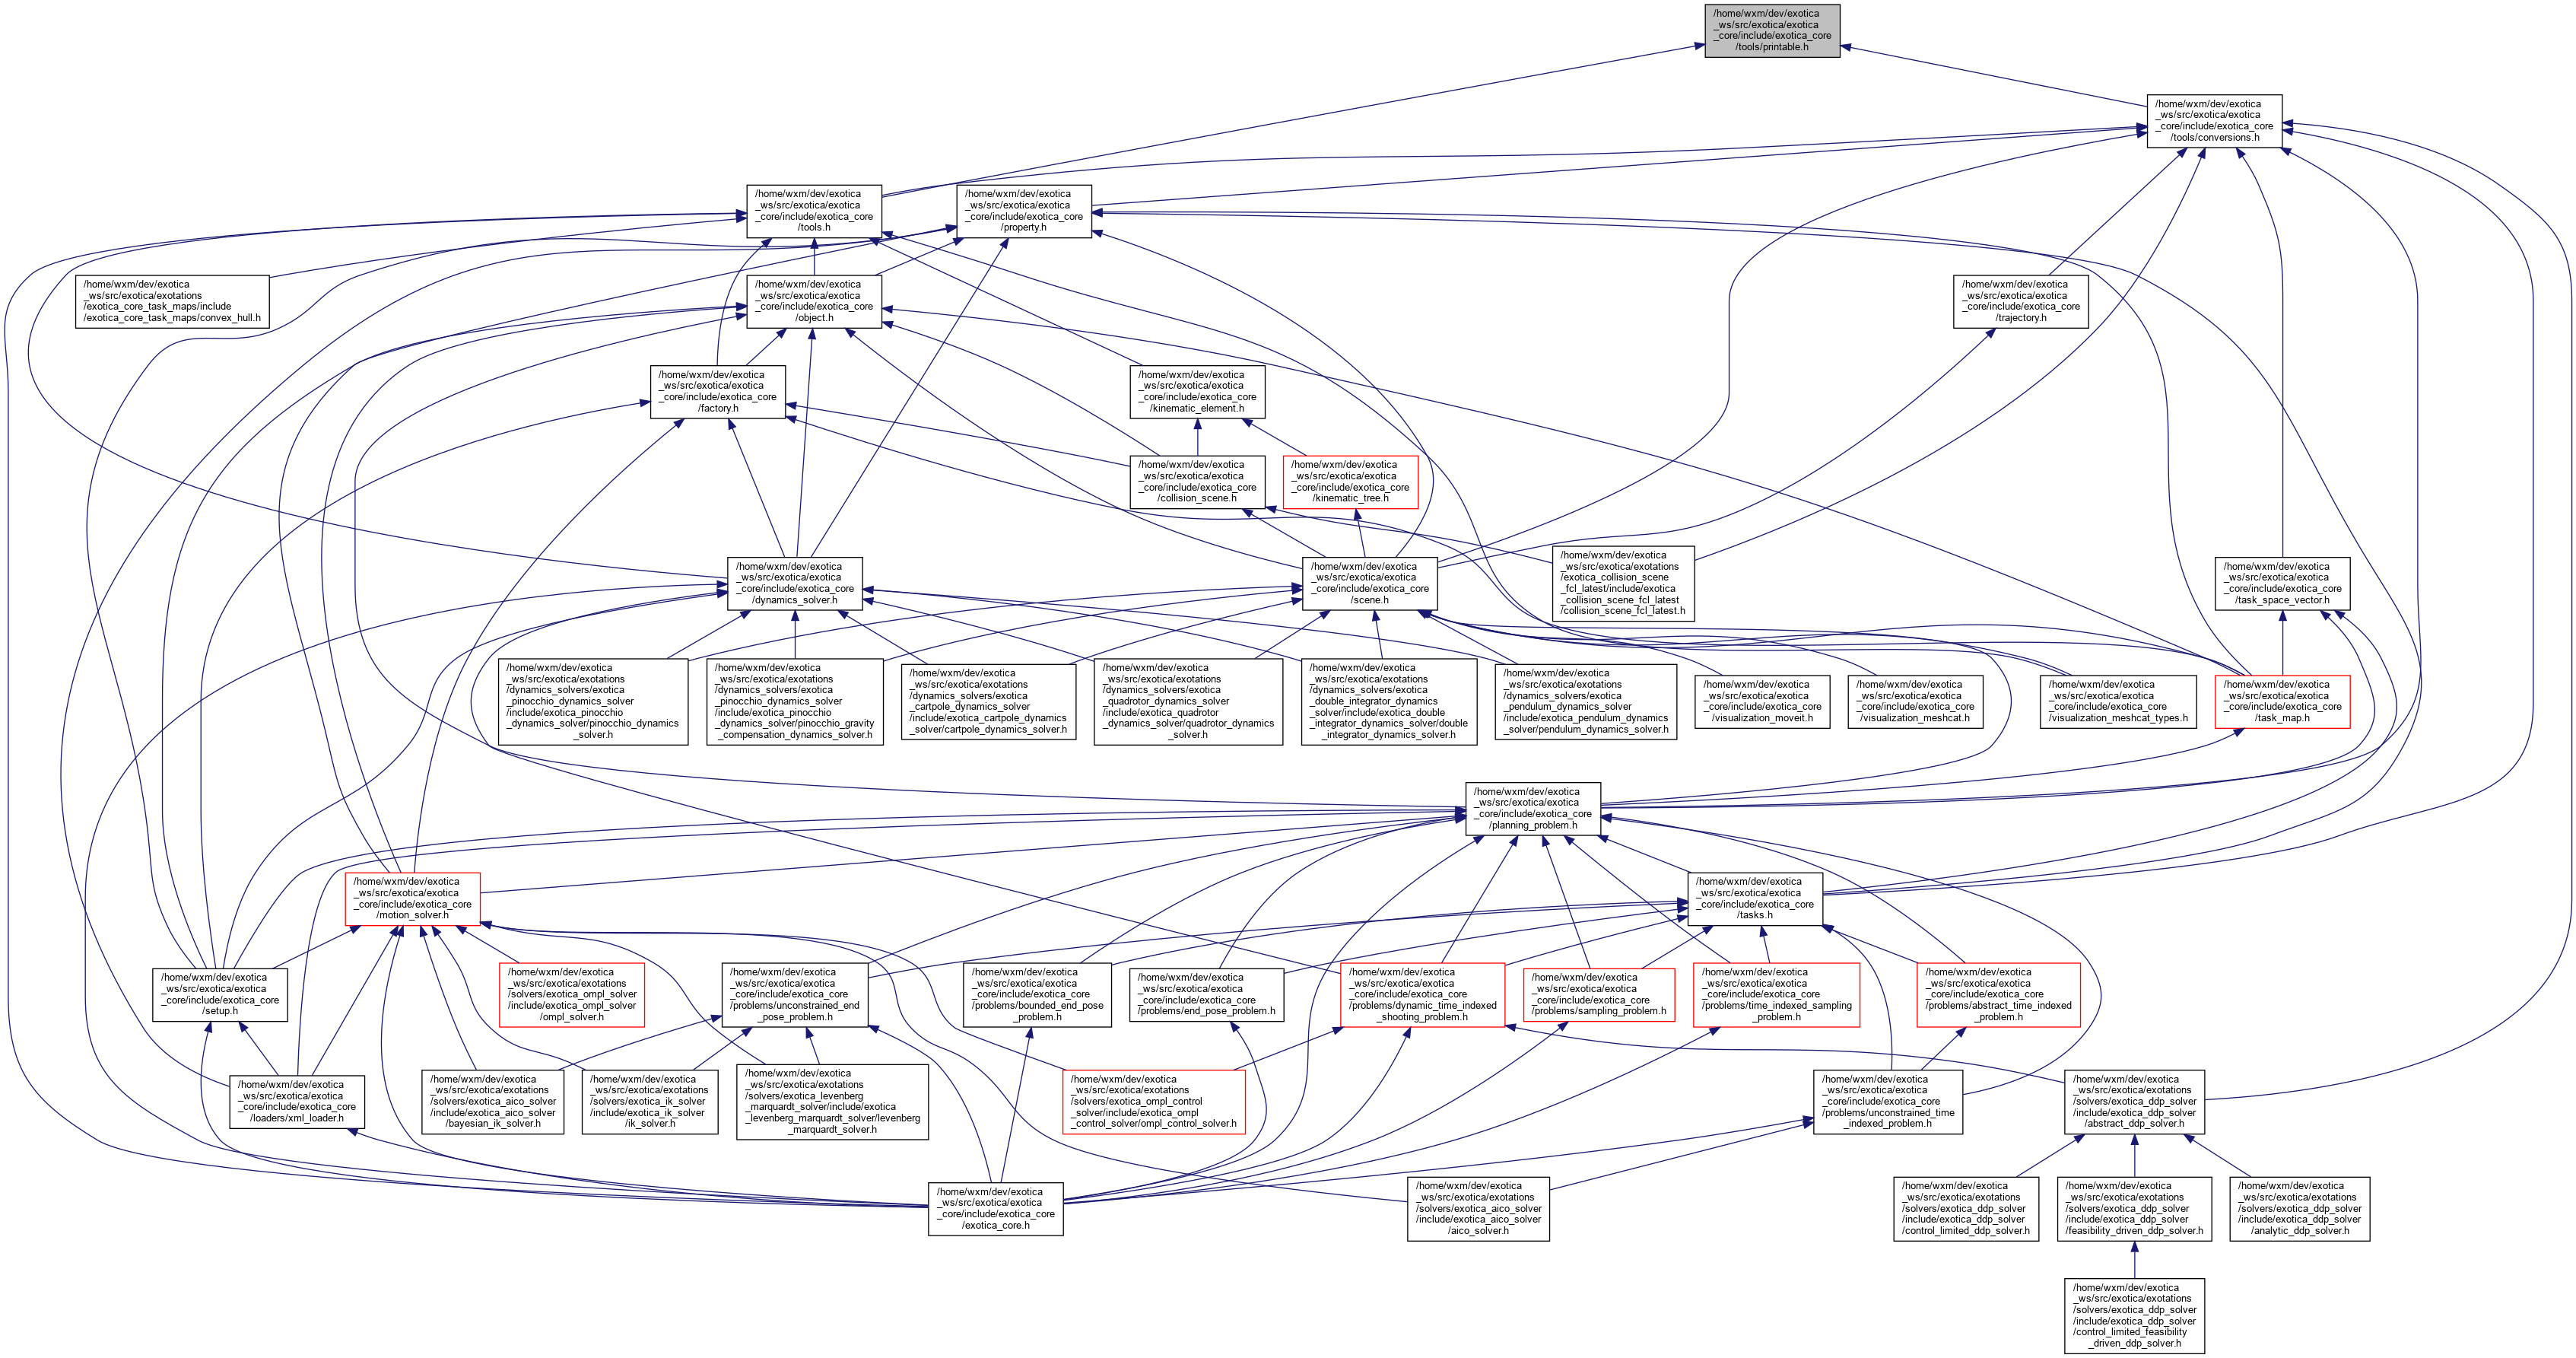 /home/wxm/dev/exotica
_ws/src/exotica/exotica
_core/include/exotica_core
/tools/printable.h
/home/wxm/dev/exotica
_ws/src/exotica/exotica
_core/include/exotica_core
/tools/conversions.h
/home/wxm/dev/exotica
_ws/src/exotica/exotica
_core/include/exotica_core
/tools.h
/home/wxm/dev/exotica
_ws/src/exotica/exotica
_core/include/exotica_core
/property.h
/home/wxm/dev/exotica
_ws/src/exotica/exotations
/exotica_core_task_maps/include
/exotica_core_task_maps/convex_hull.h
/home/wxm/dev/exotica
_ws/src/exotica/exotica
_core/include/exotica_core
/object.h
/home/wxm/dev/exotica
_ws/src/exotica/exotica
_core/include/exotica_core
/trajectory.h
/home/wxm/dev/exotica
_ws/src/exotica/exotica
_core/include/exotica_core
/factory.h
/home/wxm/dev/exotica
_ws/src/exotica/exotica
_core/include/exotica_core
/kinematic_element.h
/home/wxm/dev/exotica
_ws/src/exotica/exotica
_core/include/exotica_core
/collision_scene.h
/home/wxm/dev/exotica
_ws/src/exotica/exotica
_core/include/exotica_core
/kinematic_tree.h
/home/wxm/dev/exotica
_ws/src/exotica/exotica
_core/include/exotica_core
/dynamics_solver.h
/home/wxm/dev/exotica
_ws/src/exotica/exotica
_core/include/exotica_core
/scene.h
/home/wxm/dev/exotica
_ws/src/exotica/exotations
/exotica_collision_scene
_fcl_latest/include/exotica
_collision_scene_fcl_latest
/collision_scene_fcl_latest.h
/home/wxm/dev/exotica
_ws/src/exotica/exotica
_core/include/exotica_core
/task_space_vector.h
/home/wxm/dev/exotica
_ws/src/exotica/exotations
/dynamics_solvers/exotica
_pinocchio_dynamics_solver
/include/exotica_pinocchio
_dynamics_solver/pinocchio_dynamics
_solver.h
/home/wxm/dev/exotica
_ws/src/exotica/exotations
/dynamics_solvers/exotica
_pinocchio_dynamics_solver
/include/exotica_pinocchio
_dynamics_solver/pinocchio_gravity
_compensation_dynamics_solver.h
/home/wxm/dev/exotica
_ws/src/exotica/exotations
/dynamics_solvers/exotica
_cartpole_dynamics_solver
/include/exotica_cartpole_dynamics
_solver/cartpole_dynamics_solver.h
/home/wxm/dev/exotica
_ws/src/exotica/exotations
/dynamics_solvers/exotica
_quadrotor_dynamics_solver
/include/exotica_quadrotor
_dynamics_solver/quadrotor_dynamics
_solver.h
/home/wxm/dev/exotica
_ws/src/exotica/exotations
/dynamics_solvers/exotica
_double_integrator_dynamics
_solver/include/exotica_double
_integrator_dynamics_solver/double
_integrator_dynamics_solver.h
/home/wxm/dev/exotica
_ws/src/exotica/exotations
/dynamics_solvers/exotica
_pendulum_dynamics_solver
/include/exotica_pendulum_dynamics
_solver/pendulum_dynamics_solver.h
/home/wxm/dev/exotica
_ws/src/exotica/exotica
_core/include/exotica_core
/visualization_moveit.h
/home/wxm/dev/exotica
_ws/src/exotica/exotica
_core/include/exotica_core
/visualization_meshcat.h
/home/wxm/dev/exotica
_ws/src/exotica/exotica
_core/include/exotica_core
/visualization_meshcat_types.h
/home/wxm/dev/exotica
_ws/src/exotica/exotica
_core/include/exotica_core
/task_map.h
/home/wxm/dev/exotica
_ws/src/exotica/exotica
_core/include/exotica_core
/planning_problem.h
/home/wxm/dev/exotica
_ws/src/exotica/exotica
_core/include/exotica_core
/motion_solver.h
/home/wxm/dev/exotica
_ws/src/exotica/exotica
_core/include/exotica_core
/tasks.h
/home/wxm/dev/exotica
_ws/src/exotica/exotica
_core/include/exotica_core
/setup.h
/home/wxm/dev/exotica
_ws/src/exotica/exotations
/solvers/exotica_ompl_solver
/include/exotica_ompl_solver
/ompl_solver.h
/home/wxm/dev/exotica
_ws/src/exotica/exotica
_core/include/exotica_core
/problems/unconstrained_end
_pose_problem.h
/home/wxm/dev/exotica
_ws/src/exotica/exotica
_core/include/exotica_core
/problems/bounded_end_pose
_problem.h
/home/wxm/dev/exotica
_ws/src/exotica/exotica
_core/include/exotica_core
/problems/end_pose_problem.h
/home/wxm/dev/exotica
_ws/src/exotica/exotica
_core/include/exotica_core
/problems/dynamic_time_indexed
_shooting_problem.h
/home/wxm/dev/exotica
_ws/src/exotica/exotica
_core/include/exotica_core
/problems/sampling_problem.h
/home/wxm/dev/exotica
_ws/src/exotica/exotica
_core/include/exotica_core
/problems/time_indexed_sampling
_problem.h
/home/wxm/dev/exotica
_ws/src/exotica/exotica
_core/include/exotica_core
/problems/abstract_time_indexed
_problem.h
/home/wxm/dev/exotica
_ws/src/exotica/exotica
_core/include/exotica_core
/loaders/xml_loader.h
/home/wxm/dev/exotica
_ws/src/exotica/exotations
/solvers/exotica_aico_solver
/include/exotica_aico_solver
/bayesian_ik_solver.h
/home/wxm/dev/exotica
_ws/src/exotica/exotations
/solvers/exotica_ik_solver
/include/exotica_ik_solver
/ik_solver.h
/home/wxm/dev/exotica
_ws/src/exotica/exotations
/solvers/exotica_levenberg
_marquardt_solver/include/exotica
_levenberg_marquardt_solver/levenberg
_marquardt_solver.h
/home/wxm/dev/exotica
_ws/src/exotica/exotations
/solvers/exotica_ompl_control
_solver/include/exotica_ompl
_control_solver/ompl_control_solver.h
/home/wxm/dev/exotica
_ws/src/exotica/exotica
_core/include/exotica_core
/problems/unconstrained_time
_indexed_problem.h
/home/wxm/dev/exotica
_ws/src/exotica/exotations
/solvers/exotica_ddp_solver
/include/exotica_ddp_solver
/abstract_ddp_solver.h
/home/wxm/dev/exotica
_ws/src/exotica/exotica
_core/include/exotica_core
/exotica_core.h
/home/wxm/dev/exotica
_ws/src/exotica/exotations
/solvers/exotica_aico_solver
/include/exotica_aico_solver
/aico_solver.h
/home/wxm/dev/exotica
_ws/src/exotica/exotations
/solvers/exotica_ddp_solver
/include/exotica_ddp_solver
/control_limited_ddp_solver.h
/home/wxm/dev/exotica
_ws/src/exotica/exotations
/solvers/exotica_ddp_solver
/include/exotica_ddp_solver
/feasibility_driven_ddp_solver.h
/home/wxm/dev/exotica
_ws/src/exotica/exotations
/solvers/exotica_ddp_solver
/include/exotica_ddp_solver
/analytic_ddp_solver.h
/home/wxm/dev/exotica
_ws/src/exotica/exotations
/solvers/exotica_ddp_solver
/include/exotica_ddp_solver
/control_limited_feasibility
_driven_ddp_solver.h